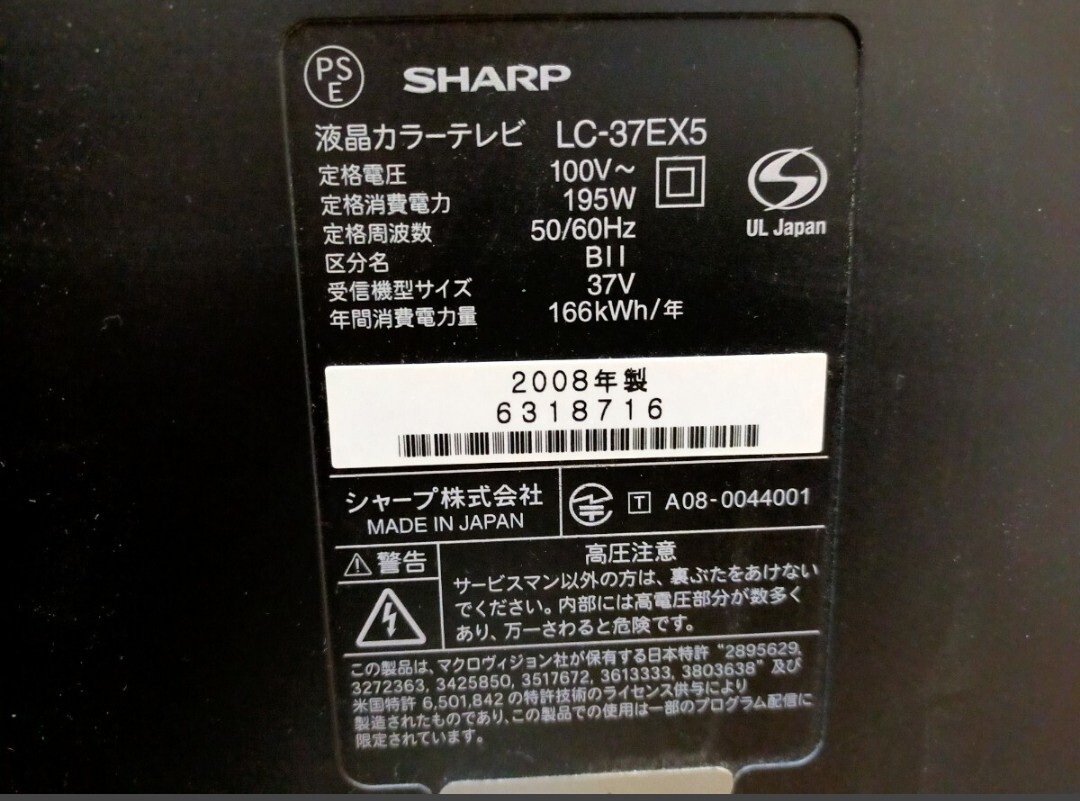 PSE
SHARP
液晶カラーテレビ LC-37EX5
定格電圧 100V～
定格消費電力 195W
定格周波数 50/60Hz
区分名 BII
受信機型サイズ 37V
年間消費電力量 166kWh/年
UL Japan
2008年製
6318716
シャープ株式会社
MADE IN JAPAN
T A08-0044001
警告
高圧注意
サービスマン以外の方は、裏ぶたをあけない
でください。内部には高電圧部分が数多く
あり、万一さわると危険です。
この製品は、マクロヴィジョン社が保有する日本特許 "2895629,
3272363, 3425850, 3517672, 3613333, 3803638" 及び
米国特許 6,501,842 の特許技術のライセンス供与により
製造されたものであり、この製品での使用は一部のプログラム配信に
限定されています。